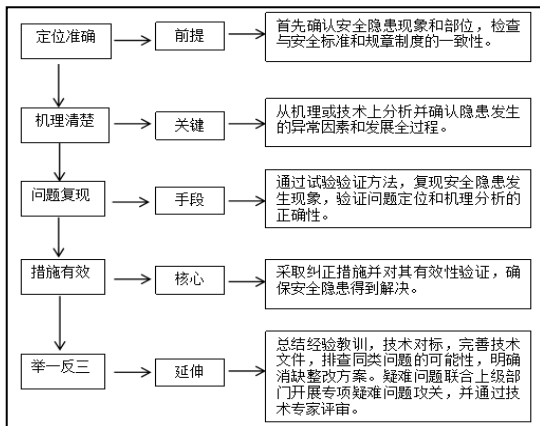 定位准确
前提
首先确认安全隐患现象和部位，检查
与安全标准和规章制度的一致性。
机理清楚
关键
从机理或技术上分析并确认隐患发生
的异常因素和发展全过程。
问题复现
手段
通过试验验证方法，复现安全隐患发
生现象，验证问题定位和机理分析的
正确性。
措施有效
核心
采取纠正措施并对其有效性验证，确
保安全隐患得到解决。
举一反三
延伸
总结经验教训，技术对标，完善技术
文件，排查同类问题的可能性，明确
消缺整改方案。疑难问题联合上级部
门开展专项疑难问题攻关，并通过技
术专家评审。